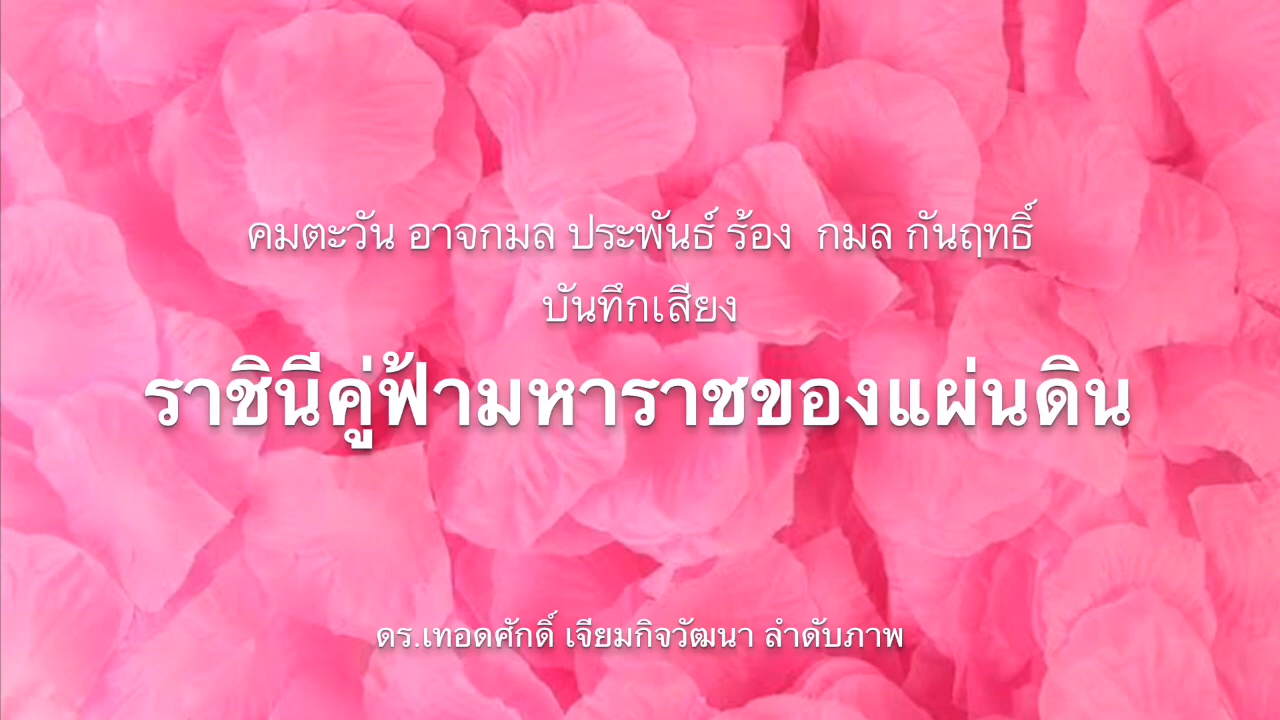 คมตะวัน อาจกมล ประพันธ์ ร้อง  กมล กันฤทธิ์
บันทึกเสียง
ราชินีคู่ฟ้ามหาราชของแผ่นดิน
ดร.เทอดศักดิ์ เจียมกิจวัฒนา ลำดับภาพ